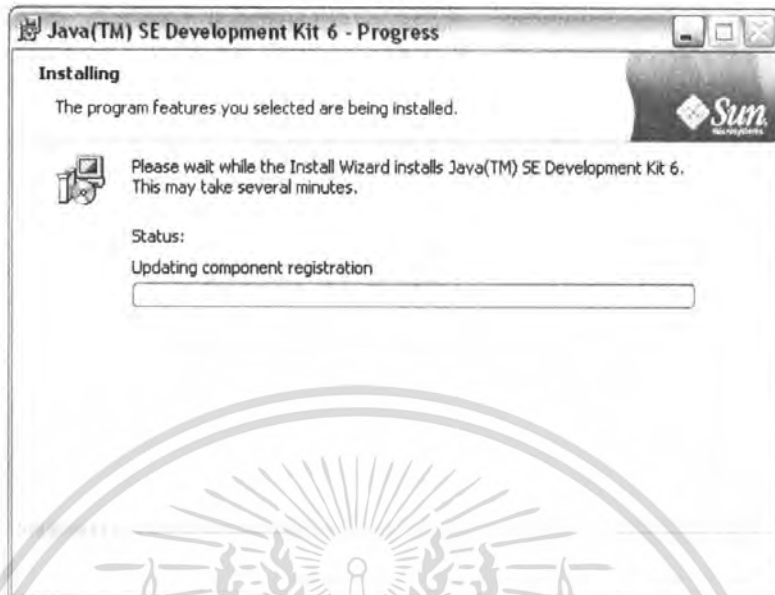 Java(TM) SE Development Kit 6 - Progress
Installing
The program features you selected are being installed.
Sun
microsystems
Please wait while the Install Wizard installs Java(TM) SE Development Kit 6.
This may take several minutes.
Status:
Updating component registration